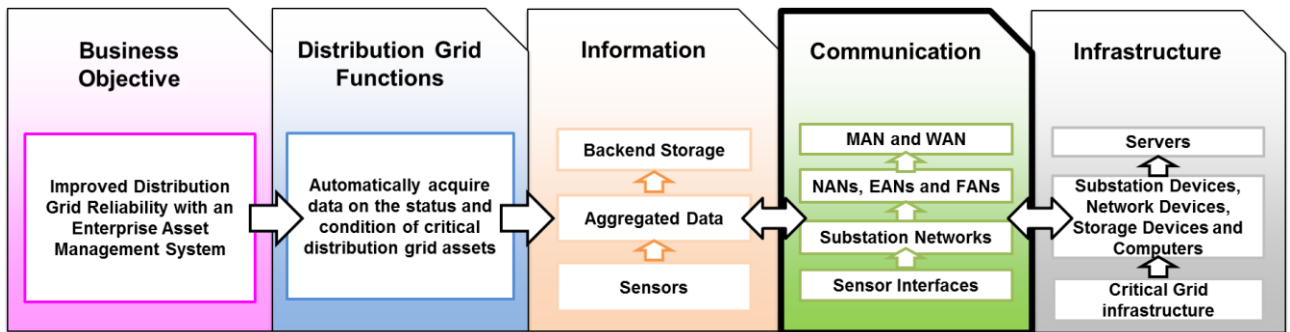 Business
Objective
Improved Distribution
Grid Reliability with an
Enterprise Asset
Management System
Distribution Grid
Functions
Automatically acquire
data on the status and
condition of critical
distribution grid assets
Information
Backend Storage
Aggregated Data
Sensors
Communication
MAN and WAN
NANs, EANs and FANs
Substation Networks
Sensor Interfaces
Infrastructure
Servers
Substation Devices,
Network Devices,
Storage Devices and
Computers
Critical Grid
infrastructure